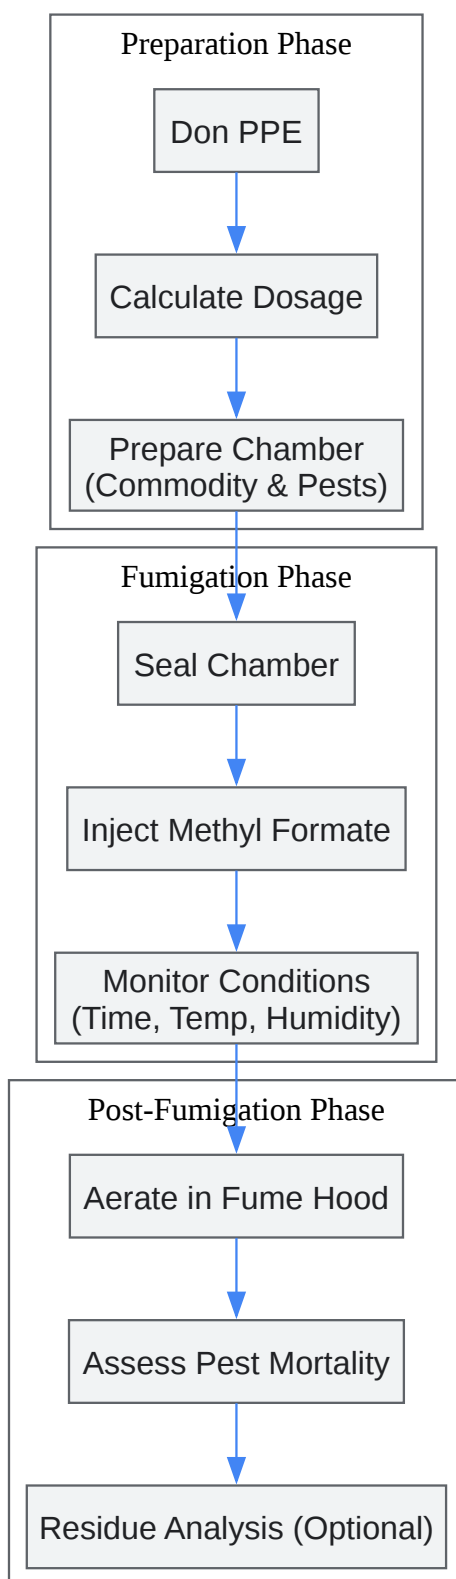 Preparation Phase
Don PPE
Calculate Dosage
Prepare Chamber
(Commodity & Pests)
Fumigation Phase
Seal Chamber
Inject Methyl Formate
Monitor Conditions
(Time, Temp, Humidity)
Post-Fumigation Phase
Aerate in Fume Hood
Assess Pest Mortality
Residue Analysis (Optional)